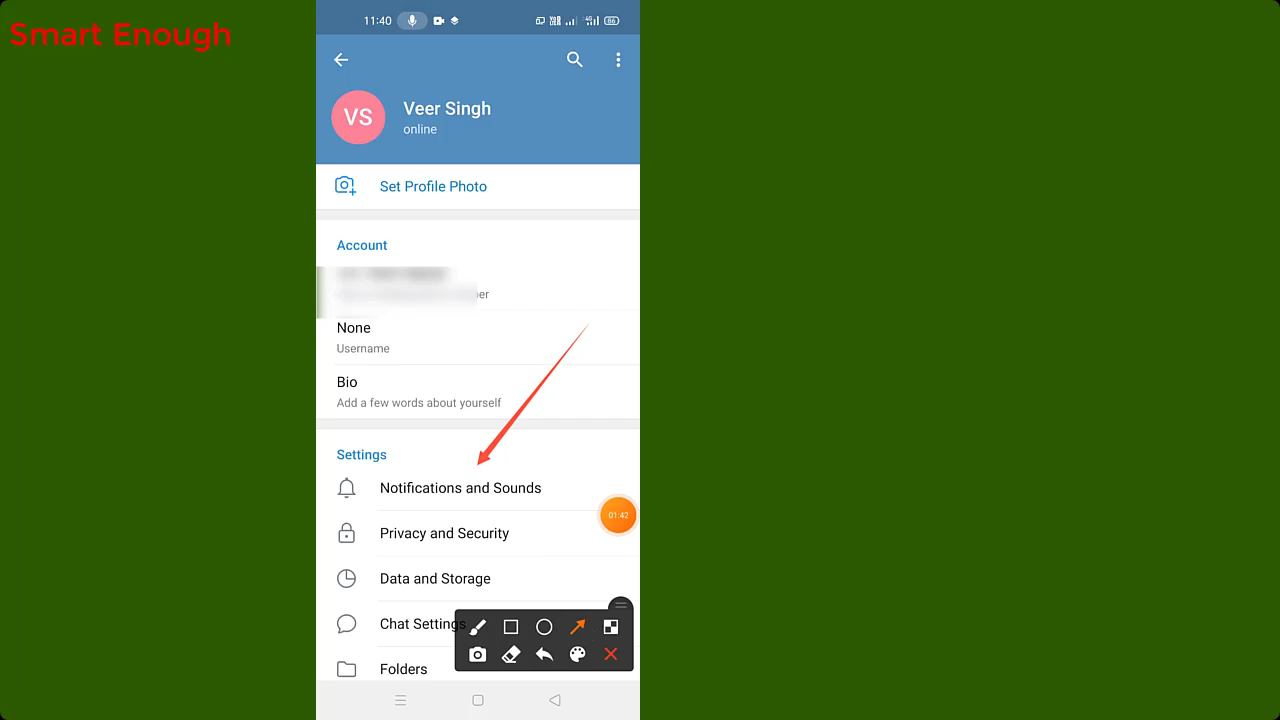 Smart Enough
11:40
86
Veer Singh
online
VS
Set Profile Photo
Account
None
Username
Bio
Add a few words about yourself
Settings
Notifications and Sounds
01:42
Privacy and Security
Data and Storage
Chat Settings
Folders